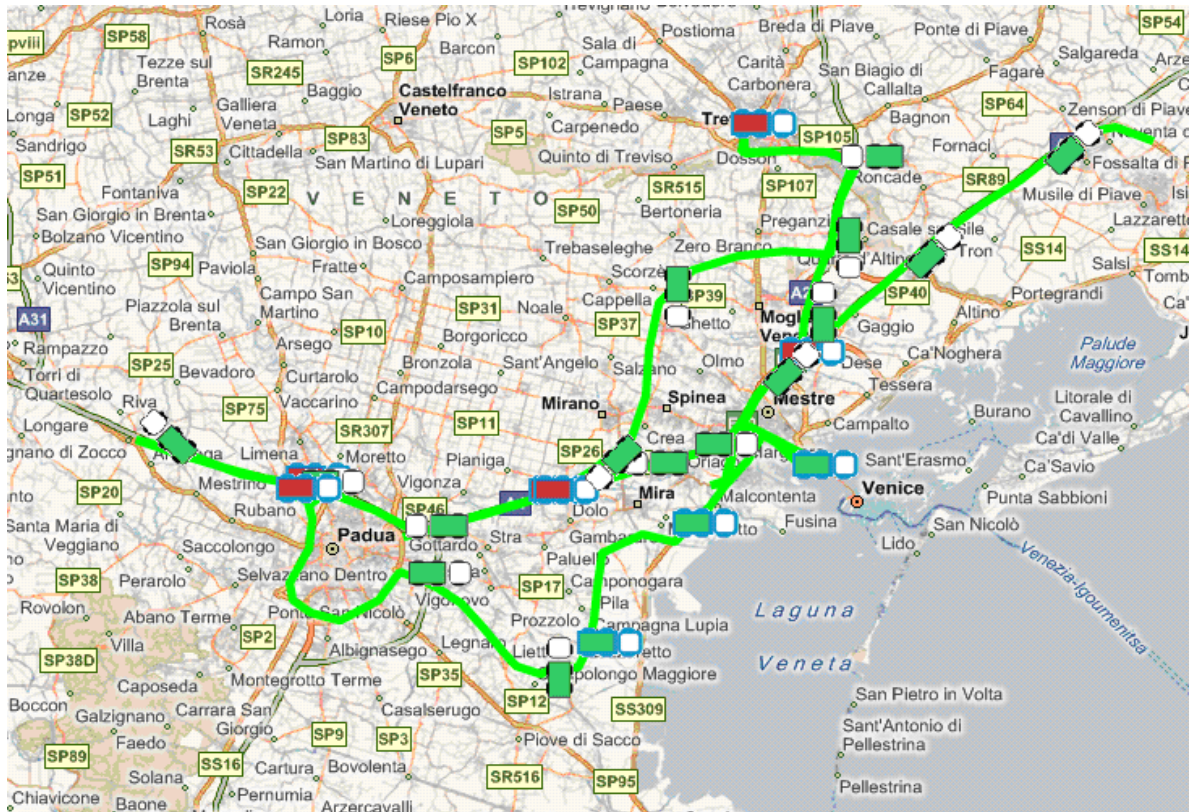 Rosà
Loria
Riese Pio X
Postioma
Breda di Piave
Ponte di Piave
SP54
SP58
Ramon
SP6
Barcon
Sala di
Campagna
Carità
Carbonera
Salgareda
Tezze sul
Brenta
SR245
Baggio
SP102
Istrana
San Biagio di
Callalta
Fagarè
SP52
Galliera
Veneta
Castelfranco
Veneto
Paese
SP64
Zenson di Piave
Longa
Laghi
SP83
SP5
Carpenedo
SP105
Bagnon
Sandrigo
SR53
Cittadella
San Martino di Lupari
Quinto di Treviso
Dosson
Fornaci
Fossalta di P
SP51
Fontaniva
SP22
VENETO
SR515
SP107
Roncade
SR89
Musile di Piave
San Giorgio in Brenta
Loreggiola
SP50
Bertoneria
Preganzi
Lazzaretto
Bolzano Vicentino
San Giorgio in Bosco
Trebaseleghe
Zero Branco
Tron
SS14
SS14
Quinto
Vicentino
SP94
Paviola
Fratte
Camposampiero
Scorzè
Salsi
Piazzola sul
Brenta
Campo San
Martino
SP31
Noale
Cappella
SP39
SP40
Portegrandi
A31
SP10
Borgoricco
SP37
Gaggio
Altino
Rampazzo
SP25
Arsego
Bronzola
Sant'Angelo
Salzano
Olmo
Dese
Ca'Noghera
Palude
Maggiore
Torri di
Quartesolo
Bevadoro
Curtarolo
Vaccarino
Campodarsego
Tessera
Riva
SP75
Mirano
Spinea
Mestre
Burano
Litorale di
Cavallino
Longare
SR307
SP11
Campalto
Ca'di Valle
Limena
Moretto
Pianiga
SP26
Crea
Sant'Erasmo
Ca'Savio
SP20
Mestrino
Vigonza
Mira
Malcontenta
Venice
Punta Sabbioni
Rubano
SP46
Dolo
Fusina
San Nicolò
Santa Maria di
Veggiano
Padua
Stra
Lido
Saccolongo
Gottardo
Paluello
Venezia-Igoumenitsa
SP38
Perarolo
Selvazzano Dentro
SP17
Camponogara
Rovolon
Abano Terme
Vigonovo
Pila
Laguna
Veneta
Villa
SP2
Prozzolo
Campagna Lupia
SP38D
Albignasego
SP35
Montegrotto Terme
SP12
San Pietro in Volta
Caposeda
Boccon
Carrara San
Giorgio
Casalserugo
SS309
Galzignano
Sant'Antonio di
Pellestrina
Faedo
SP9
SP3
Piove di Sacco
SP89
SS16
Cartura
Bovolenta
SR516
SP95
Pellestrina
Solana
Pernumia
Chiavicone
Baone
Arzercavalli